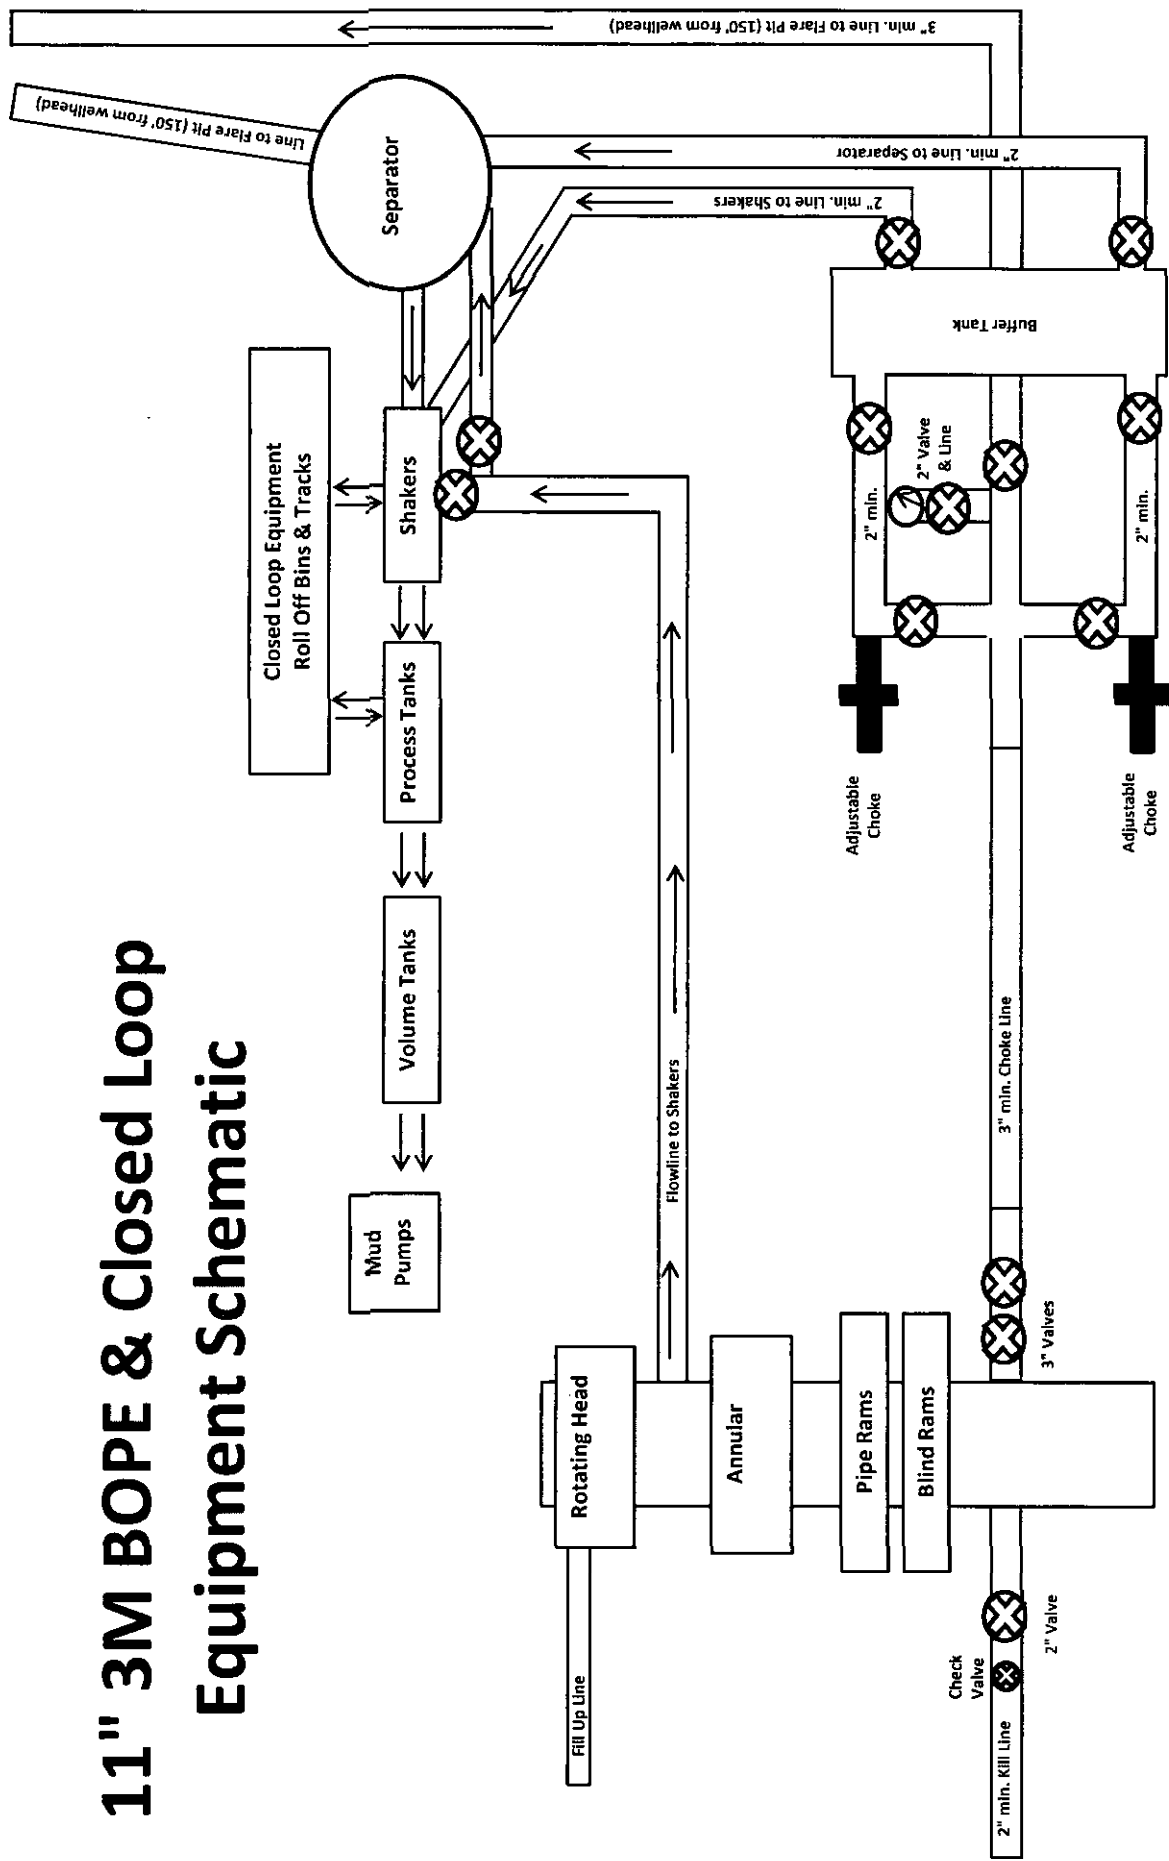 11" 3M BOPE & Closed Loop
Equipment Schematic
Closed Loop Equipment
Roll Off Bins & Tracks
Mud
Pumps
Volume Tanks
Process Tanks
Shakers
Separator
Line to Flare Pit (150' from wellhead)
3" min. Line to Flare Pit (150' from wellhead)
Fill Up Line
Rotating Head
Flowline to Shakers
Annular
Pipe Rams
Blind Rams
2" min. Line to Shakers
2" min. Line to Separator
Adjustable
Choke
2" min.
2" Valve
& Line
Buffer Tank
Check
Valve
2" min. Kill Line
2" Valve
3" Valves
3" min. Choke Line
Adjustable
Choke
2" min.